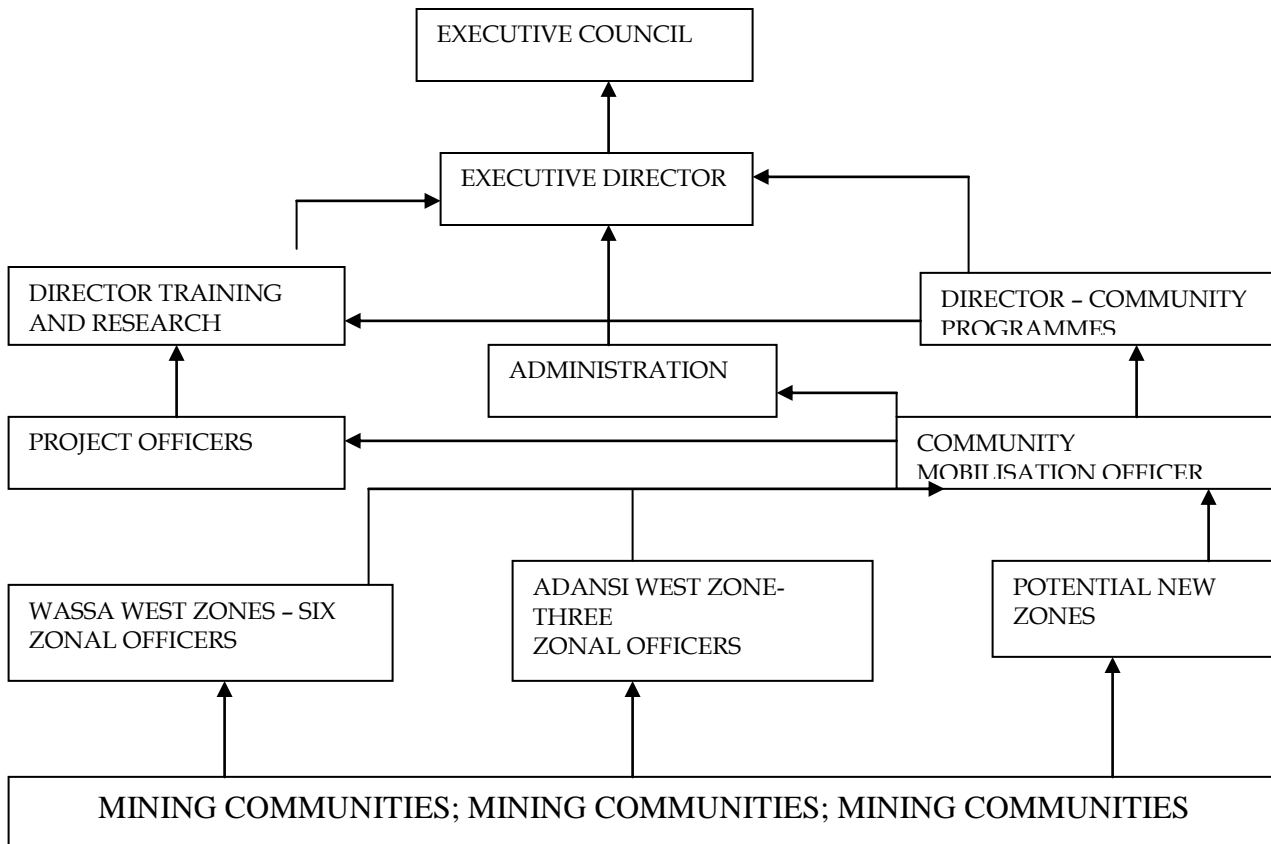 EXECUTIVE COUNCIL
EXECUTIVE DIRECTOR
DIRECTOR TRAINING
AND RESEARCH
DIRECTOR – COMMUNITY
PROGRAMMES
ADMINISTRATION
PROJECT OFFICERS
COMMUNITY
MOBILISATION OFFICER
WASSA WEST ZONES – SIX
ZONAL OFFICERS
ADANSI WEST ZONE-
THREE
ZONAL OFFICERS
POTENTIAL NEW
ZONES
MINING COMMUNITIES; MINING COMMUNITIES; MINING COMMUNITIES